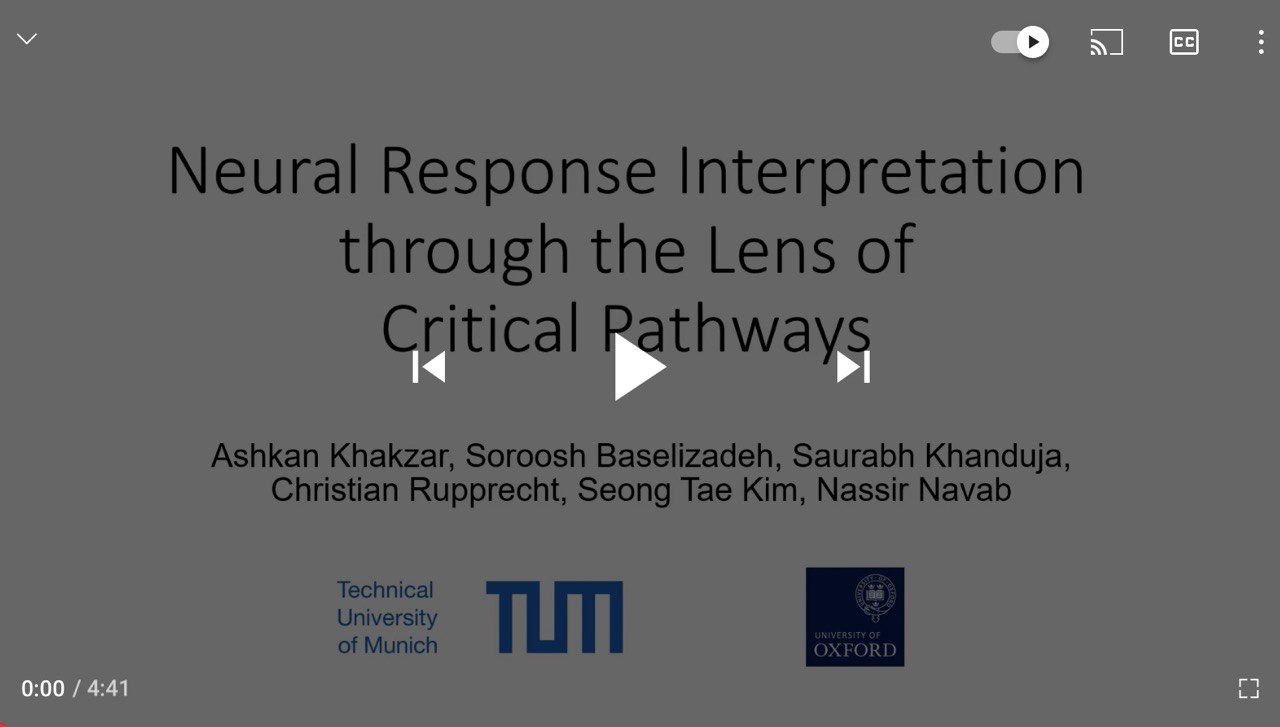 CC
Neural Response Interpretation
through the Lens of
Critical Pathways
Ashkan Khakzar, Soroosh Baselizadeh, Saurabh Khanduja,
Christian Rupprecht, Seong Tae Kim, Nassir Navab
Technical
University
of Munich
TUM
UNIVERSITY OF
OXFORD
0:00 / 4:41